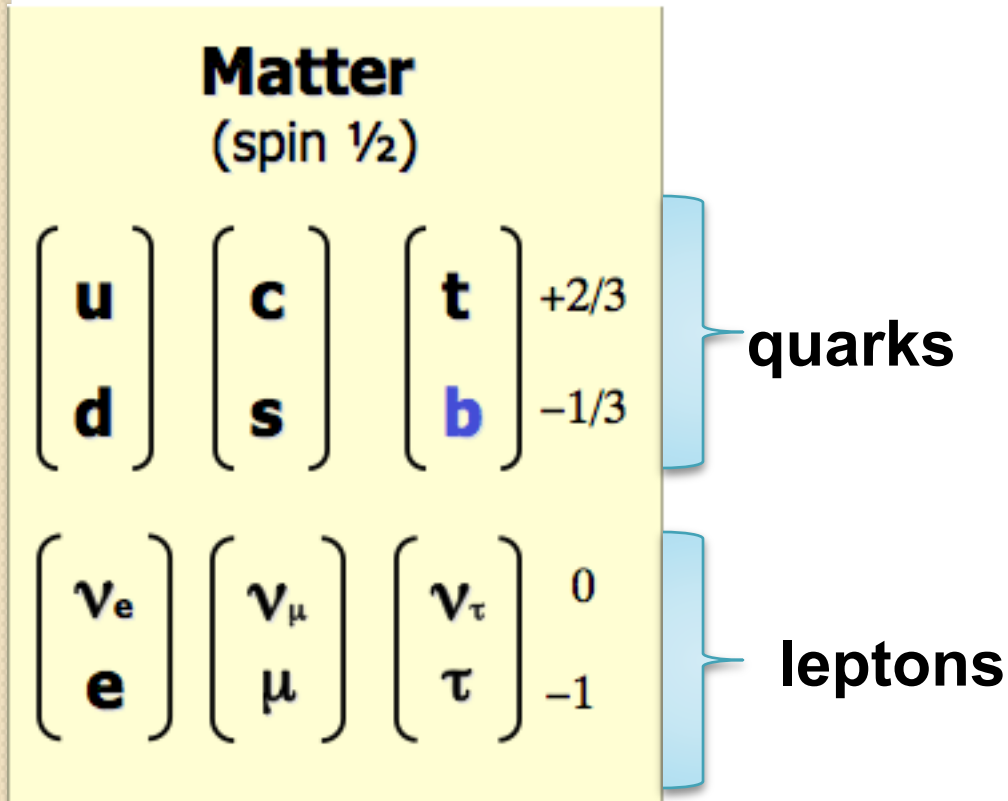 Matter
(spin ½)
u c t +2/3
quarks
d s b −1/3
νe νμ ντ 0
leptons
e μ τ −1